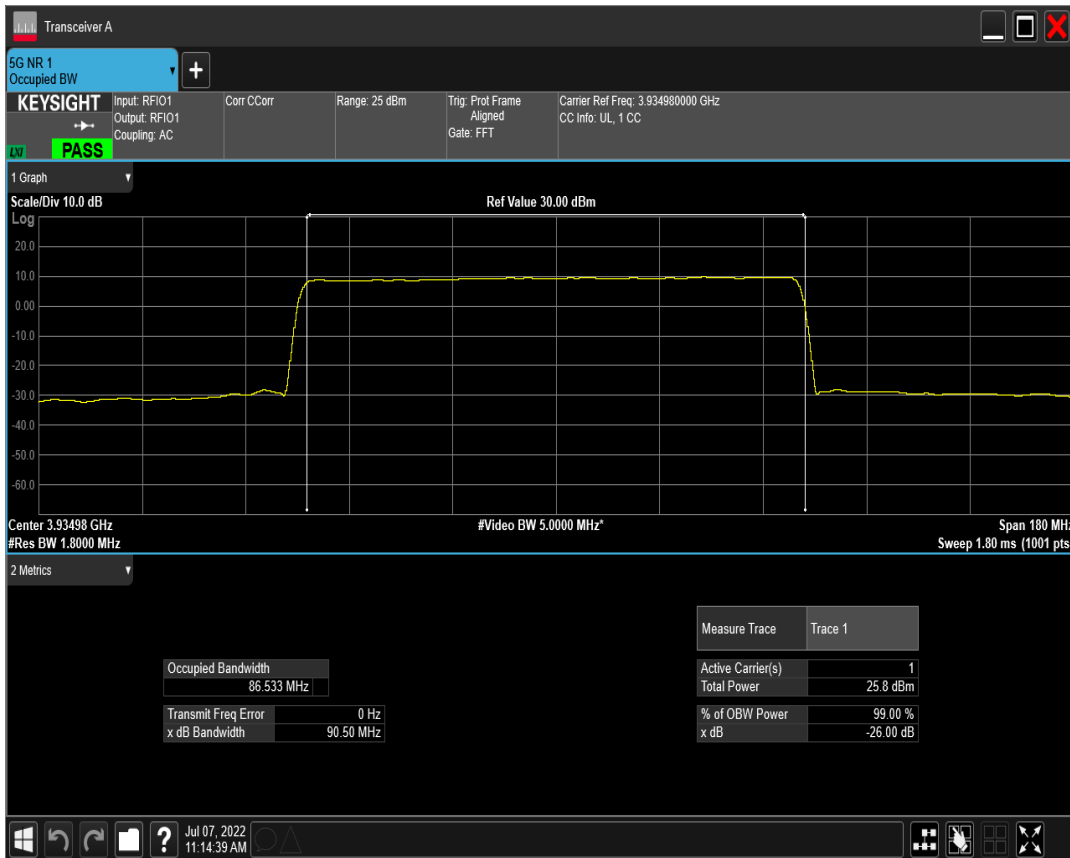 Transceiver A
5G NR 1
Occupied BW
+
KEYSIGHT
LXI
PASS
Input: RFIO1
Output: RFIO1
Coupling: AC
Corr CCorr
Range: 25 dBm
Trig: Prot Frame
Aligned
Gate: FFT
Carrier Ref Freq: 3.934980000 GHz
CC Info: UL, 1 CC
1 Graph
Scale/Div 10.0 dB
Ref Value 30.00 dBm
Log
20.0
10.0
0.00
-10.0
-20.0
-30.0
-40.0
-50.0
-60.0
Center 3.93498 GHz
#Video BW 5.0000 MHz*
Span 180 MHz
#Res BW 1.8000 MHz
Sweep 1.80 ms (1001 pts
2 Metrics
Measure Trace Trace 1
Occupied Bandwidth
86.533 MHz
Active Carrier(s) 1
Total Power 25.8 dBm
Transmit Freq Error 0 Hz
x dB Bandwidth 90.50 MHz
% of OBW Power 99.00 %
x dB -26.00 dB
?
Jul 07, 2022
11:14:39 AM